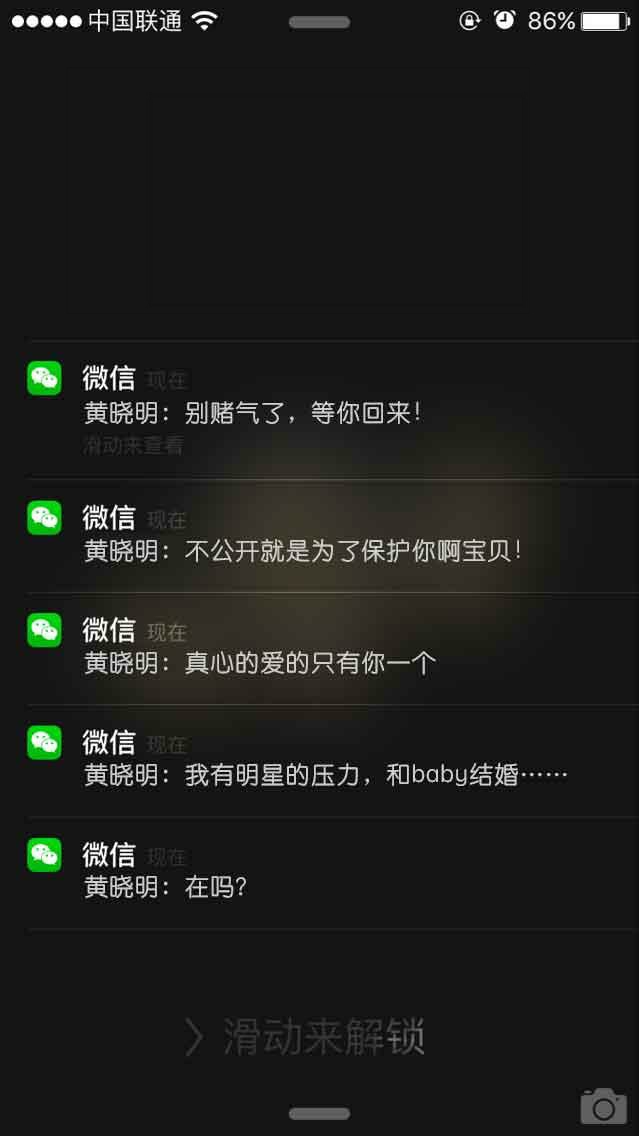 中国联通 86%
微信 现在
黄晓明：别赌气了，等你回来！
滑动来查看
微信 现在
黄晓明：不公开就是为了保护你啊宝贝！
微信 现在
黄晓明：真心的爱的只有你一个
微信 现在
黄晓明：我有明星的压力，和baby结婚……
微信 现在
黄晓明：在吗？
〉滑动来解锁